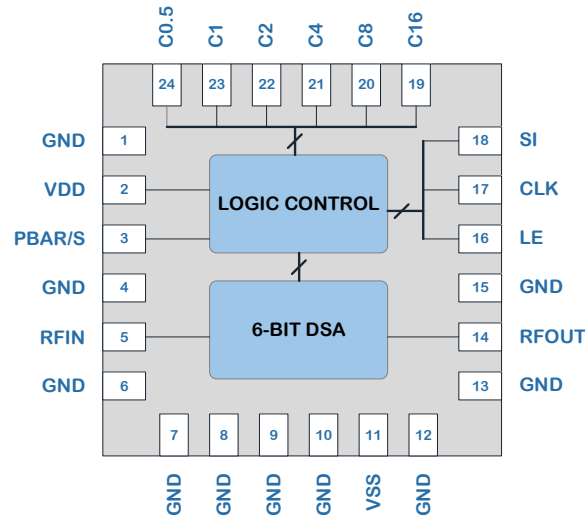 C0.5 C1 C2 C4 C8 C16
24 23 22 21 20 19
GND 1 18 SI
VDD 2 LOGIC CONTROL 17 CLK
PBAR/S 3 16 LE
GND 4 15 GND
RFIN 5 6-BIT DSA 14 RFOUT
GND 6 13 GND
7 8 9 10 11 12
GND GND GND GND VSS GND